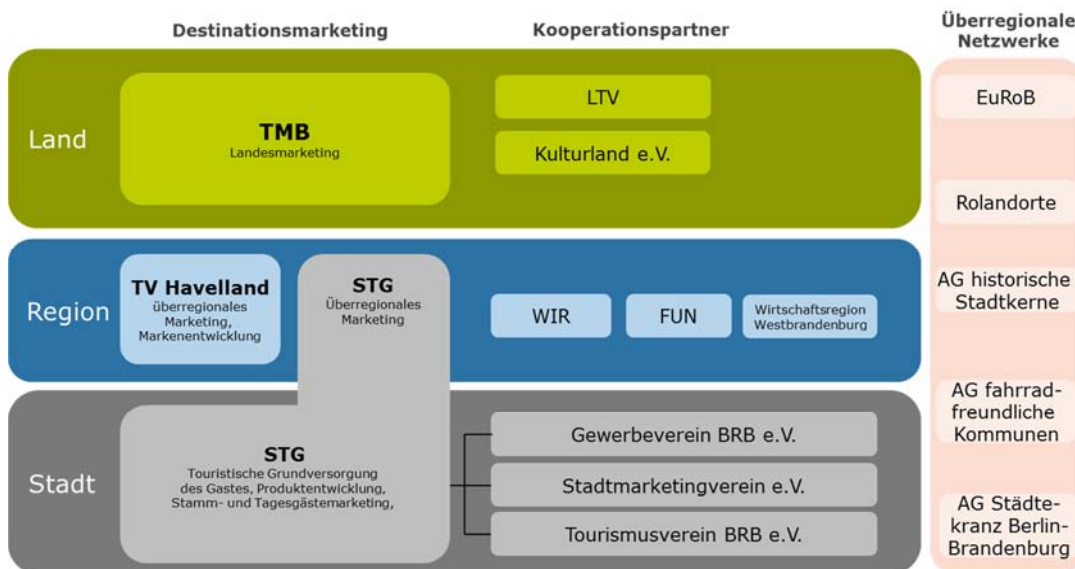 Destinationsmarketing
Kooperationspartner
Überregionale
Netzwerke
Land
TMB
Landesmarketing
LTV
Kulturland e.V.
Region
TV Havelland
überregionales
Marketing,
Markenentwicklung
STG
Überregionales
Marketing
WIR
FUN
Wirtschaftsregion
Westbrandenburg
Stadt
STG
Touristische Grundversorgung
des Gastes, Produktentwicklung,
Stamm- und Tagesgästemarketing,
Gewerbeverein BRB e.V.
Stadtmarketingverein e.V.
Tourismusverein BRB e.V.
EuRoB
Rolandorte
AG historische
Stadtkerne
AG fahrrad-
freundliche
Kommunen
AG Städte-
kranz Berlin-
Brandenburg